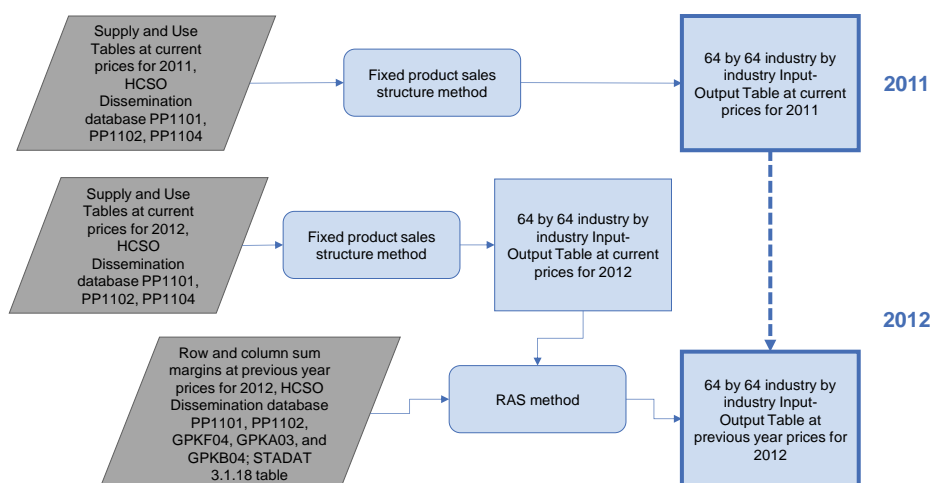 Supply and Use
Tables at current
prices for 2011,
HCSO
Dissemination
database PP1101,
PP1102, PP1104
Fixed product sales
structure method
64 by 64 industry by
industry Input-
Output Table at current
prices for 2011
2011
Supply and Use
Tables at current
prices for 2012,
HCSO
Dissemination
database PP1101,
PP1102, PP1104
Fixed product sales
structure method
64 by 64 industry by
industry Input-
Output Table at current
prices for 2012
2012
Row and column sum
margins at previous year
prices for 2012, HCSO
Dissemination database
PP1101, PP1102,
GPKF04, GPKA03, and
GPKB04; STADAT
3.1.18 table
RAS method
64 by 64 industry by
industry Input-
Output Table at
previous year prices for
2012